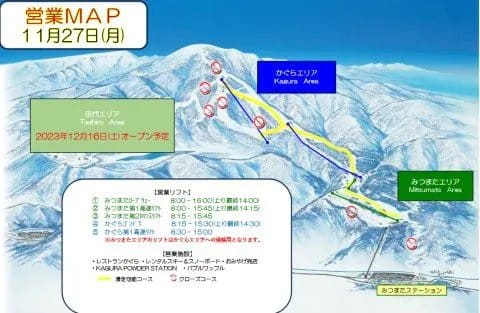 営業MAP
11月27日(月)
かぐらエリア
Kagura Area
田代エリア
Tashiro Area
2023年12月16日(土)オープン予定
みつまたエリア
Mitsumata Area
【営業リフト】
① みつまたロープウェー 8:00-16:00(上り最終14:00)
② みつまた第1高速リフト 8:00-15:45(上り最終14:15)
③ みつまた第2ロマンスリフト 8:15-15:45
④ かぐらゴンドラ 8:15-15:30(上り最終14:30)
⑤ かぐら第1高速リフト 8:30-15:00
※みつまたエリアのリフトはかぐらエリアへの連絡用となります。
【営業施設】
・レストランかぐら・レンタルスキー&スノーボード・おみやげ売店
・KAGURA POWDER STATION ・バブルワッフル
滑走可能コース クローズコース
みつまたステーション